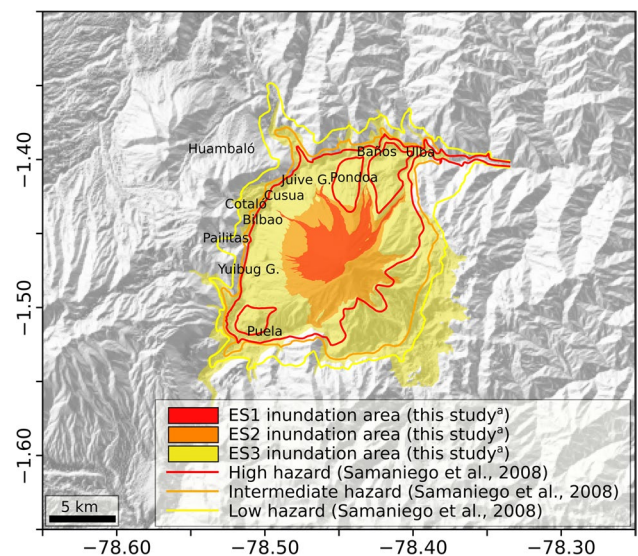 −1.40
−1.50
−1.60
Huambaló
Baños
Ulba
Juive G.
Pondoa
Cusua
Cotaló
Bilbao
Pailitas
Yuibug G.
Puela
ES1 inundation area (this studyª)
ES2 inundation area (this studyª)
ES3 inundation area (this studyª)
High hazard (Samaniego et al., 2008)
Intermediate hazard (Samaniego et al., 2008)
Low hazard (Samaniego et al., 2008)
5 km
−78.60
−78.50
−78.40
−78.30